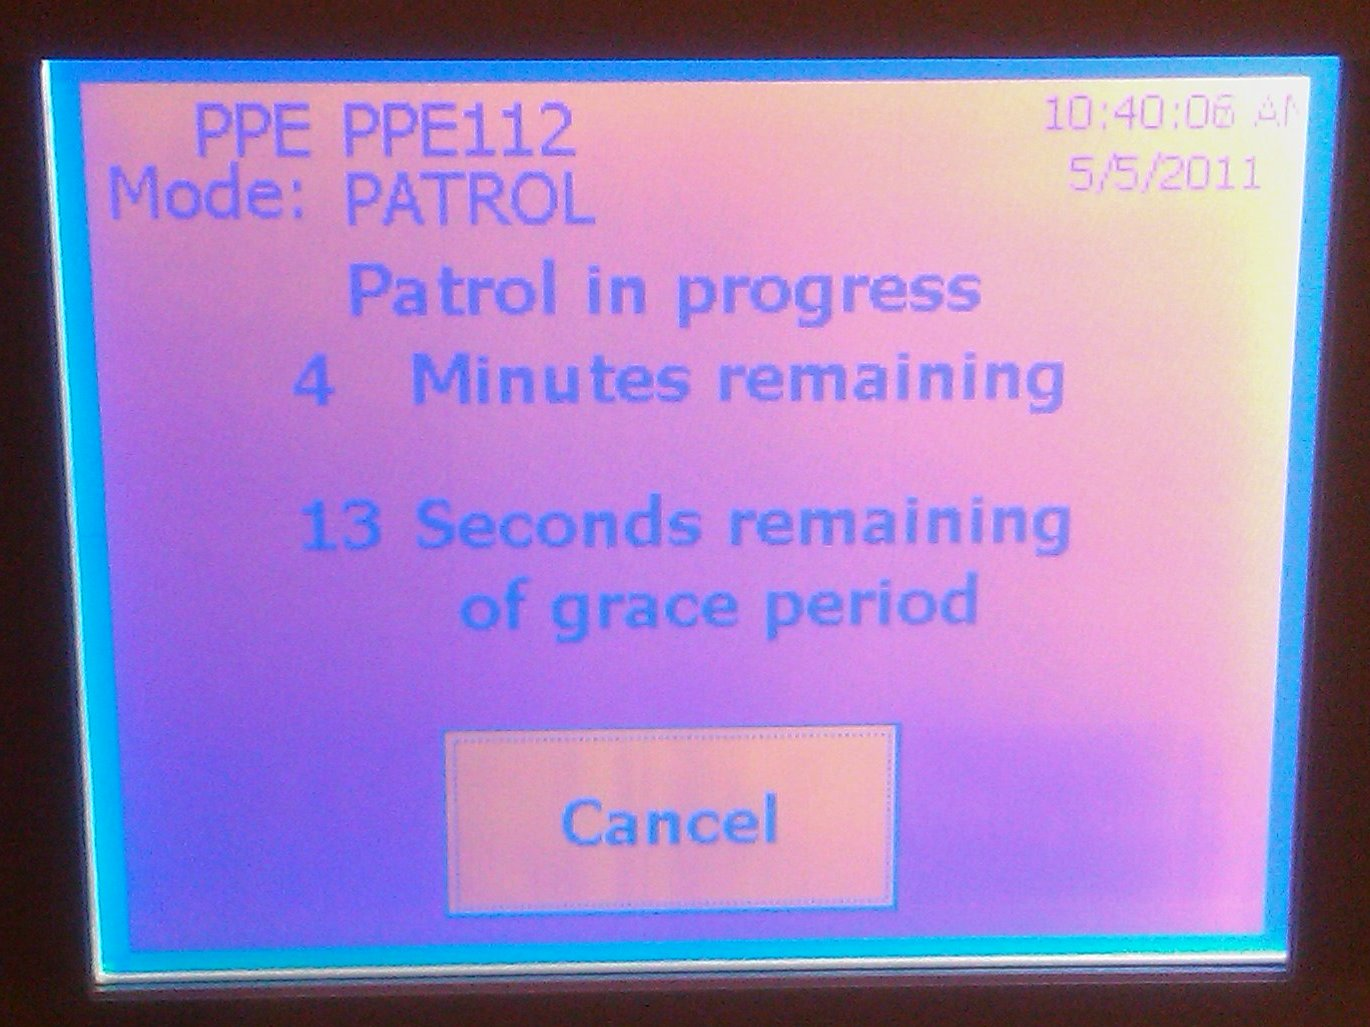 PPE PPE112
10:40:06 AM
Mode: PATROL
5/5/2011
Patrol in progress
4 Minutes remaining
13 Seconds remaining
of grace period
Cancel